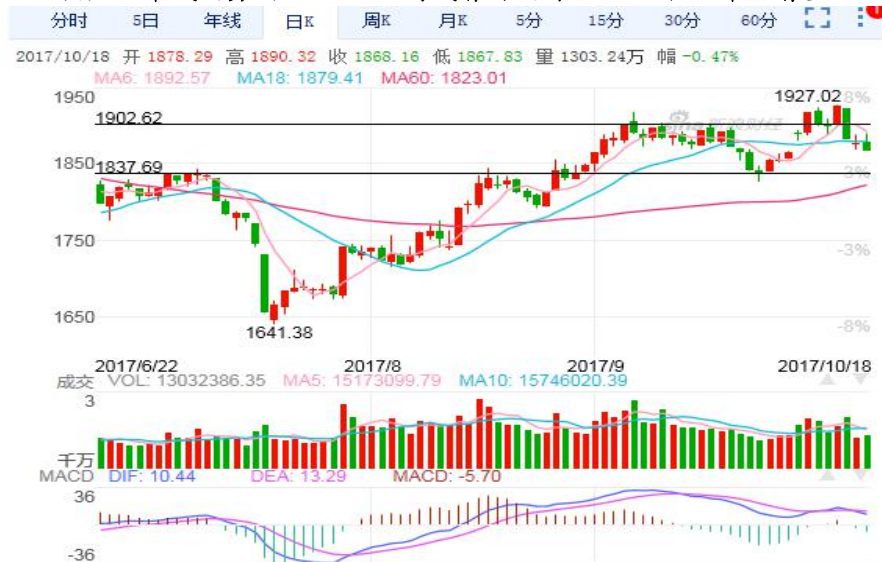 分时 5日 年线 日K 周K 月K 5分 15分 30分 60分
2017/10/18 开 1878.29 高 1890.32 收 1868.16 低 1867.83 量 1303.24万 幅 -0.47%
MA6: 1892.57 MA18: 1879.41 MA60: 1823.01
1950 1927.02 8%
1902.62
1850 1837.69 3%
1750 -3%
1650 1641.38 -8%
2017/6/22 2017/8 2017/9 2017/10/18
成交 VOL: 13032386.35 MA5: 15173099.79 MA10: 15746020.39
3
千万
MACD DIF: 10.44 DEA: 13.29 MACD: -5.70
36
-36